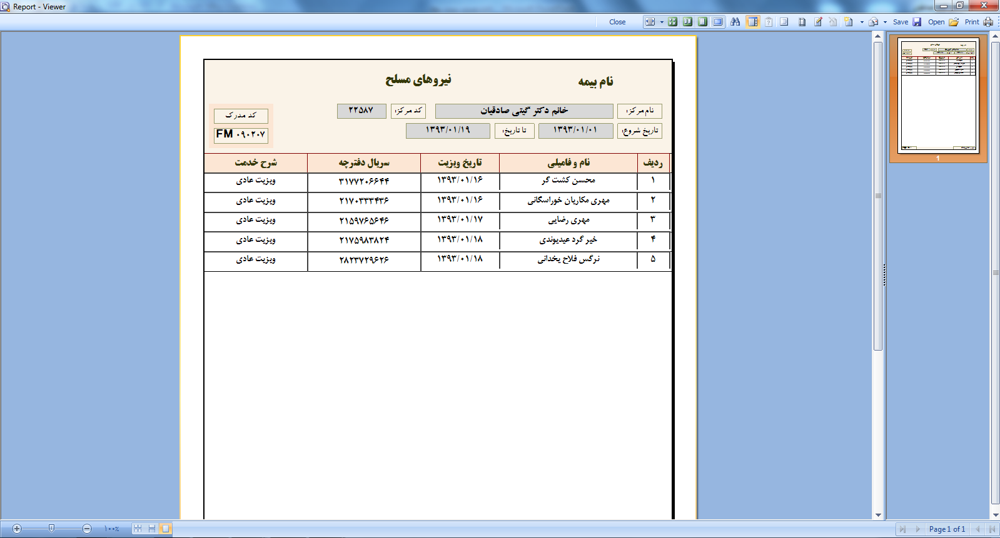 Report - Viewer
Close Save Open Print
نام بیمه نیروهای مسلح
نام مرکز: خانم دکتر گیتی صادقیان کد مرکز: ۲۲۵۸۷
کد مدرک
تاریخ شروع: ۱۳۹۳/۰۱/۰۱ تا تاریخ: ۱۳۹۳/۰۱/۱۹
FM ۰۹۰۲۰۷
ردیف نام و فامیلی تاریخ ویزیت سریال دفترچه شرح خدمت
۱ محسن کشت گر ۱۳۹۳/۰۱/۱۶ ۳۱۷۷۲۰۶۶۴۴ ویزیت عادی
۲ مهری مکاریان خوراسگانی ۱۳۹۳/۰۱/۱۶ ۲۱۷۰۳۳۳۴۳۶ ویزیت عادی
۳ مهری رضایی ۱۳۹۳/۰۱/۱۷ ۲۱۵۹۷۶۵۶۴۶ ویزیت عادی
۴ خیر گرد عیدیوندی ۱۳۹۳/۰۱/۱۸ ۲۱۷۵۹۸۳۸۲۴ ویزیت عادی
۵ نرگس فلاح یخدانی ۱۳۹۳/۰۱/۱۸ ۲۸۲۳۷۲۹۶۲۶ ویزیت عادی
1
۱۰۰%
Page 1 of 1